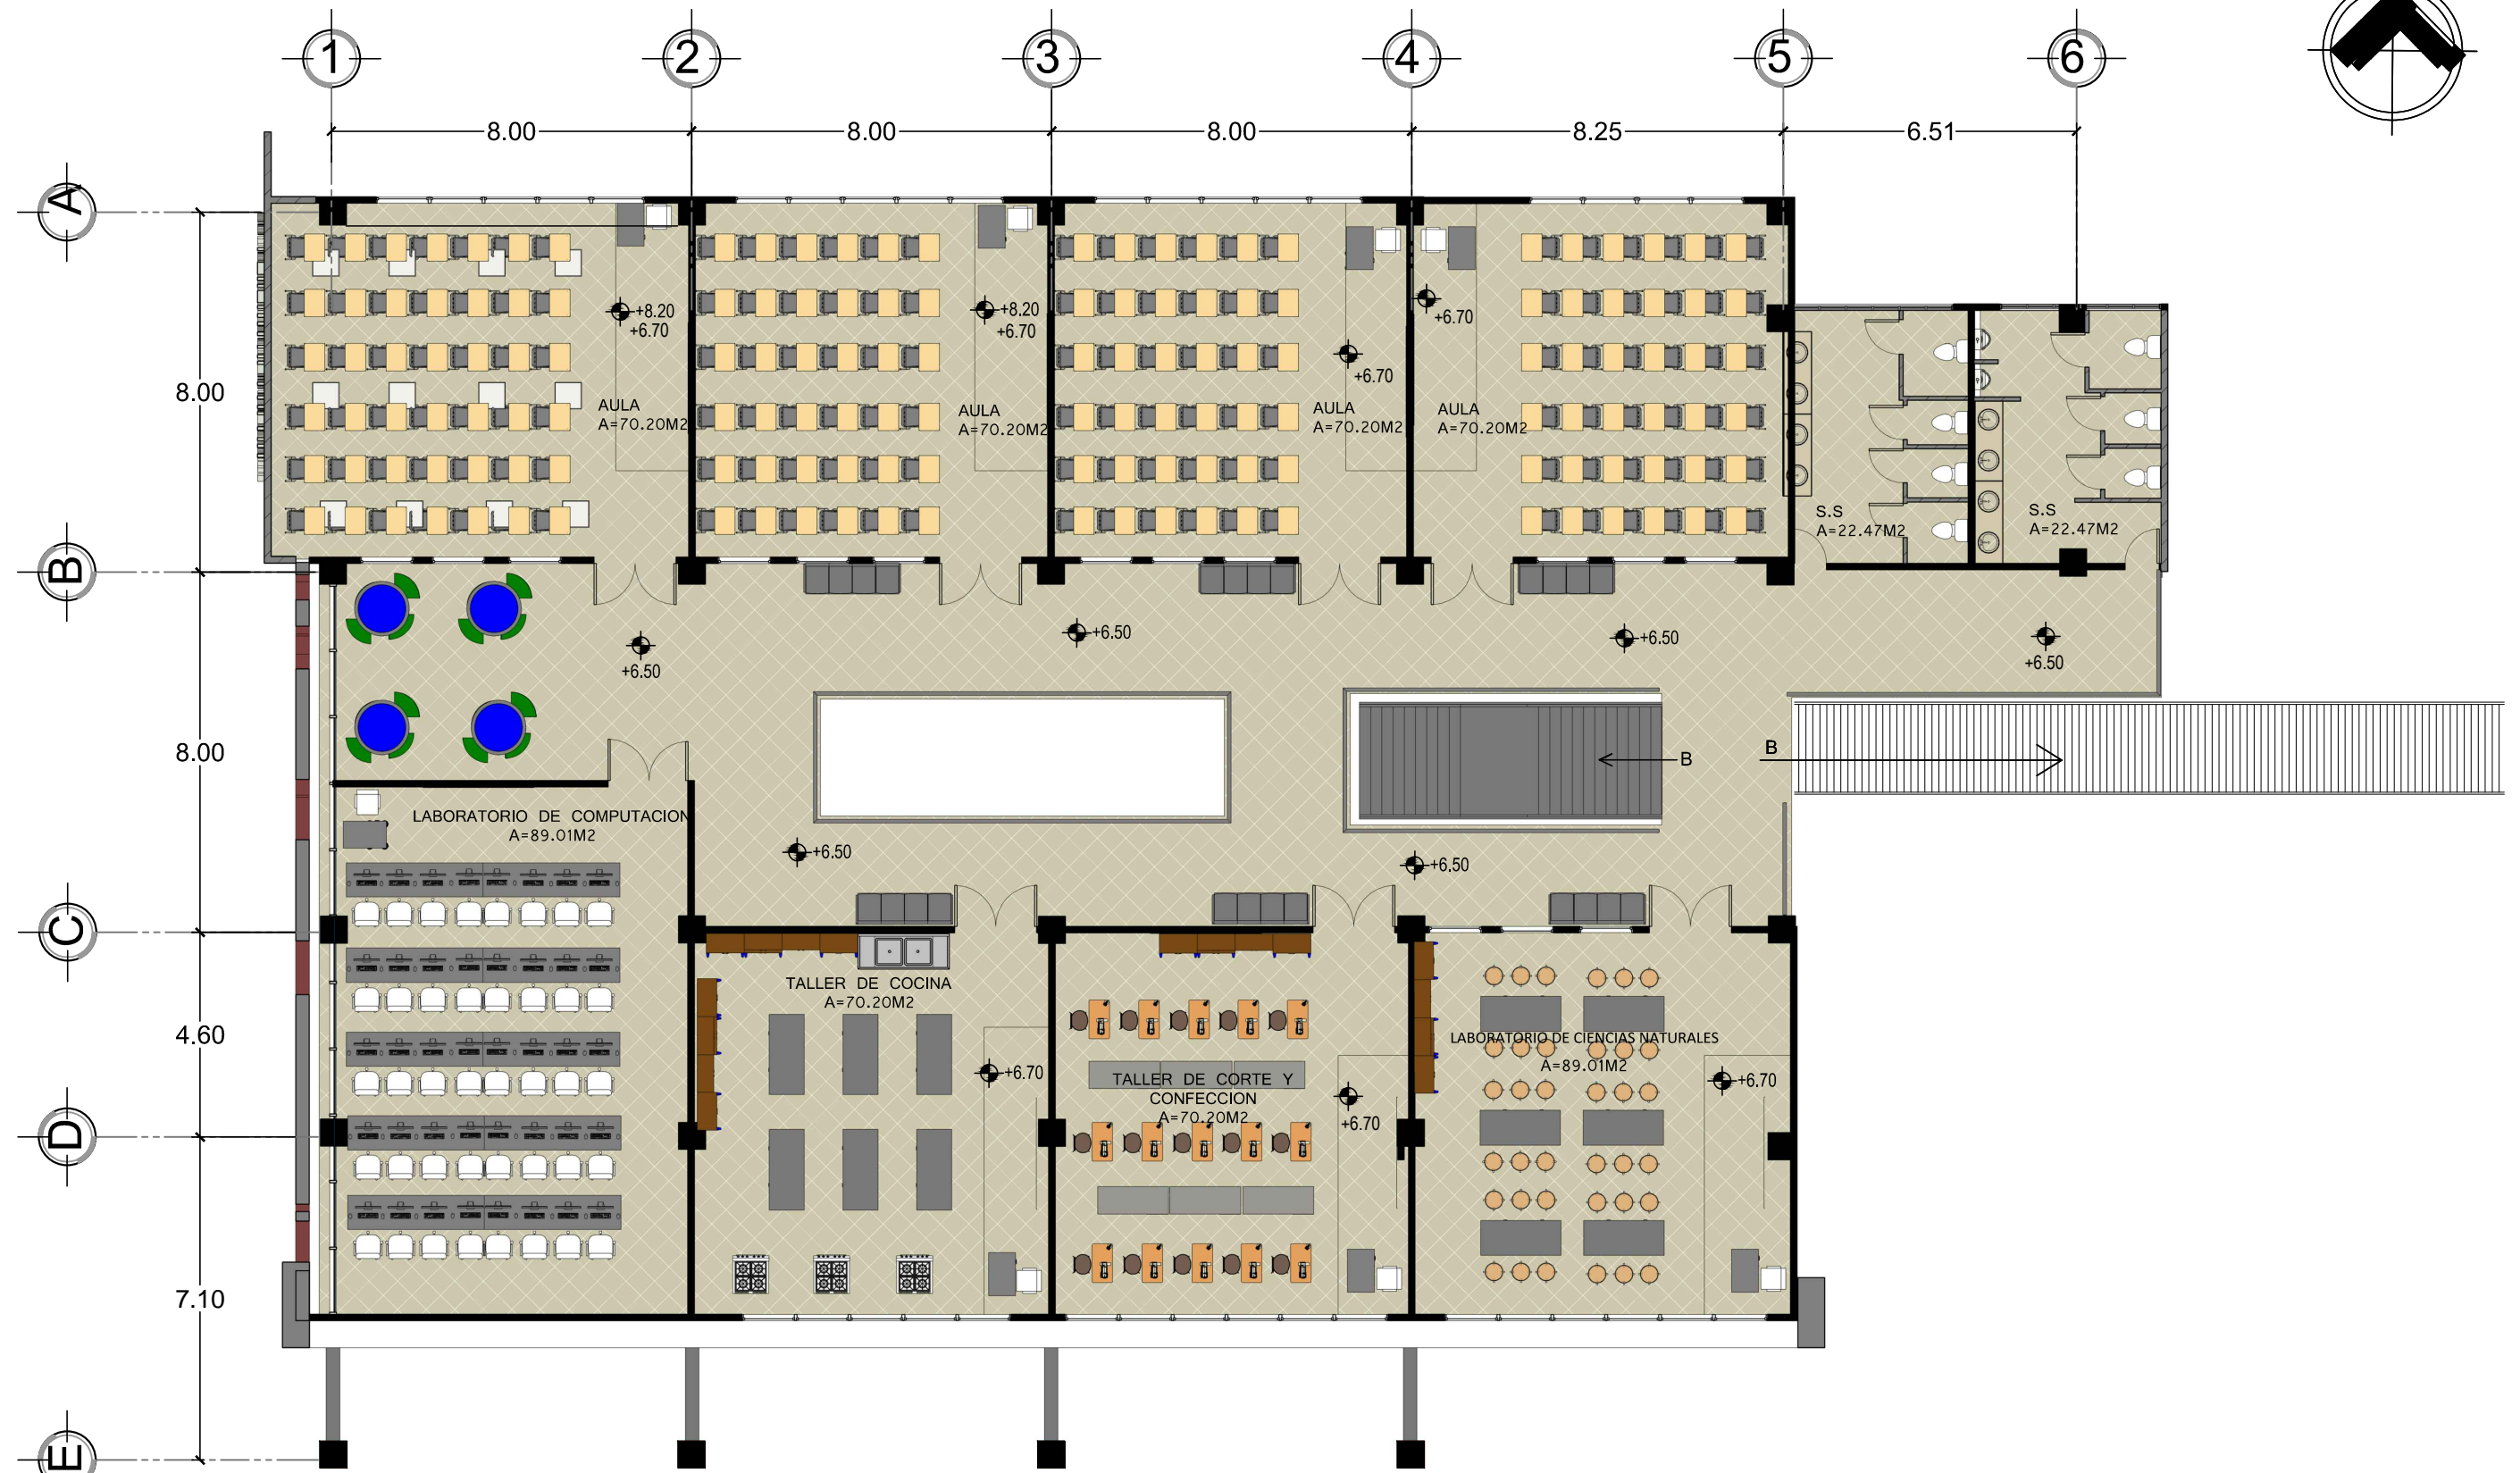 1 2 3 4 5 6
8.00 8.00 8.00 8.25 6.51
A
8.00
B
8.00
C
4.60
D
7.10
E
+8.20
+6.70
AULA
A=70.20M2
+8.20
+6.70
AULA
A=70.20M2
+6.70
AULA
A=70.20M2
+6.70
AULA
A=70.20M2
S.S
A=22.47M2
S.S
A=22.47M2
+6.50
+6.50
+6.50
+6.50
B
B
LABORATORIO DE COMPUTACION
A=89.01M2
+6.50
+6.50
TALLER DE COCINA
A=70.20M2
+6.70
TALLER DE CORTE Y
CONFECCION
A=70.20M2
+6.70
LABORATORIO DE CIENCIAS NATURALES
A=89.01M2
+6.70